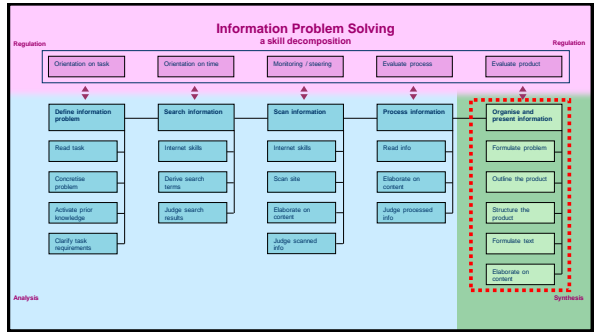 Information Problem Solving
a skill decomposition
Regulation
Regulation
Orientation on task
Orientation on time
Monitoring / steering
Evaluate process
Evaluate product
Define information
problem
Search information
Scan information
Process information
Organise and
present information
Read task
Internet skills
Internet skills
Read info
Formulate problem
Concretise
problem
Derive search
terms
Scan site
Elaborate on
content
Outline the product
Activate prior
knowledge
Judge search
results
Elaborate on
content
Judge processed
info
Structure the
product
Clarify task
requirements
Judge scanned
info
Formulate text
Elaborate on
content
Analysis
Synthesis